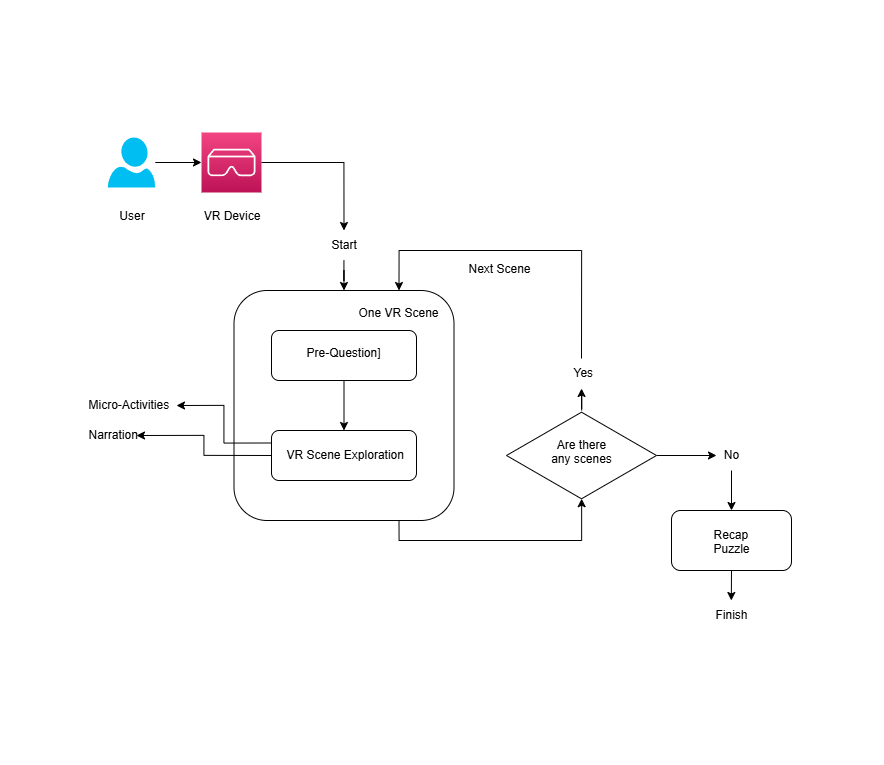 User
VR Device
Start
Next Scene
One VR Scene
Pre-Question]
Yes
Micro-Activities
Narration
VR Scene Exploration
Are there
any scenes
No
Recap
Puzzle
Finish